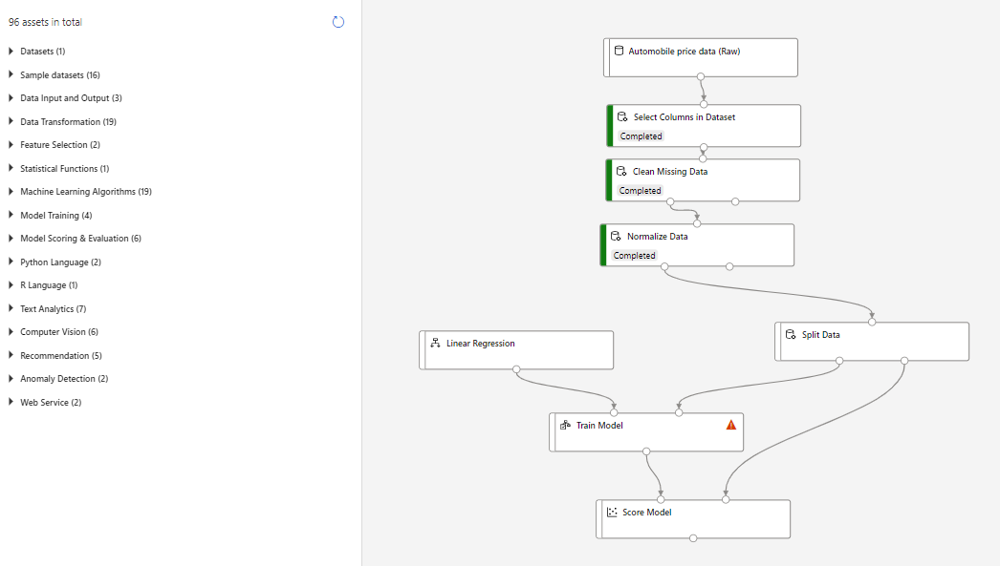 96 assets in total
Datasets (1)
Sample datasets (16)
Data Input and Output (3)
Data Transformation (19)
Feature Selection (2)
Statistical Functions (1)
Machine Learning Algorithms (19)
Model Training (4)
Model Scoring & Evaluation (6)
Python Language (2)
R Language (1)
Text Analytics (7)
Computer Vision (6)
Recommendation (5)
Anomaly Detection (2)
Web Service (2)
Automobile price data (Raw)
Select Columns in Dataset
Completed
Clean Missing Data
Completed
Normalize Data
Completed
Split Data
Linear Regression
Train Model
Score Model